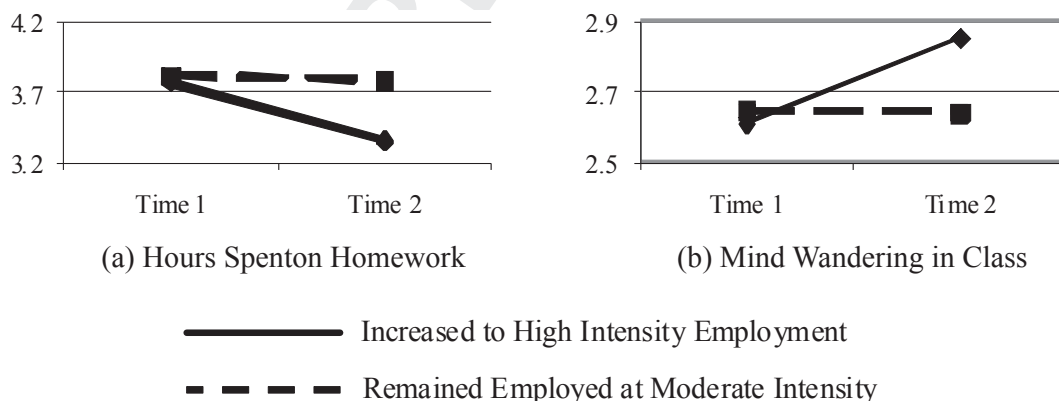 4.2
3.7
3.2
Time 1 Time 2
(a) Hours Spenton Homework
2.9
2.7
2.5
Time 1 Time 2
(b) Mind Wandering in Class
Increased to High Intensity Employment
Remained Employed at Moderate Intensity